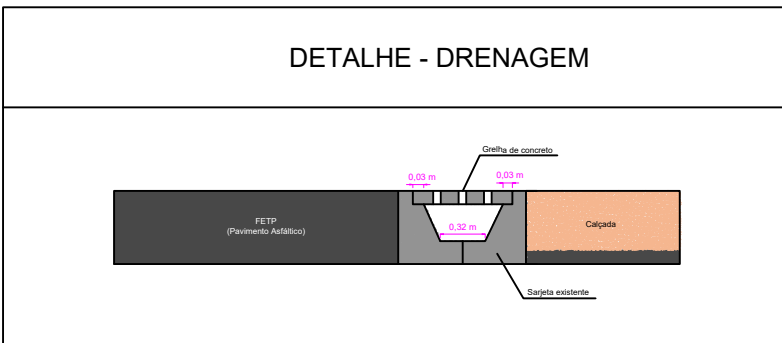 DETALHE - DRENAGEM
Grelha de concreto
0,03 m
0,03 m
FETP
(Pavimento Asfáltico)
0,32 m
Calçada
Sarjeta existente